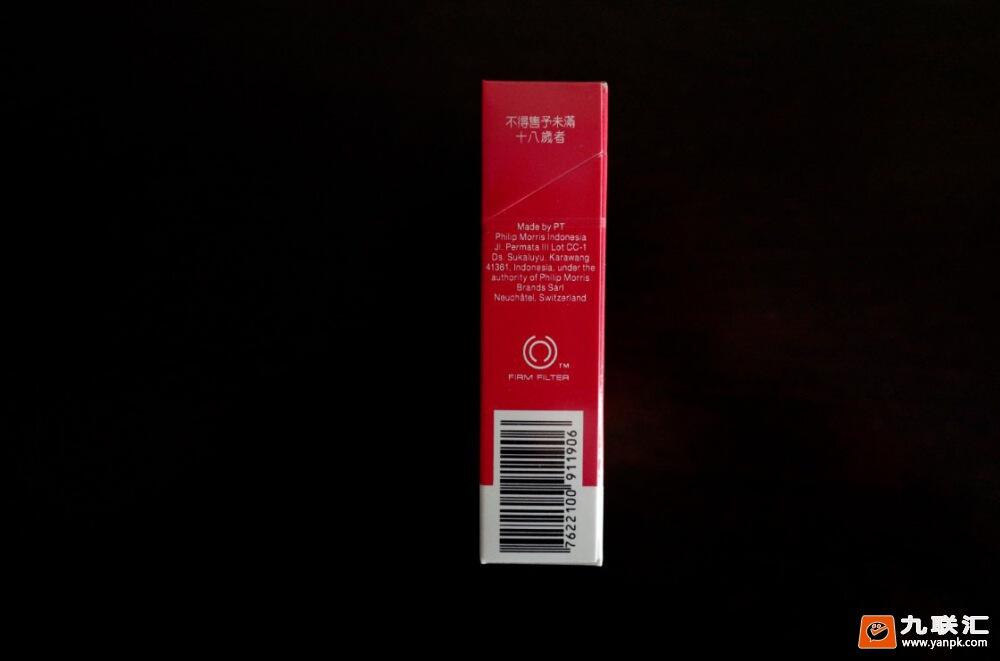 不得售予未滿
十八歲者
Made by PT
Philip Morris Indonesia
Jl. Permata III Lot CC-1
Ds. Sukaluyu, Karawang
41361, Indonesia, under the
authority of Philip Morris
Brands Sàrl
Neuchâtel, Switzerland
TM
FIRM FILTER
7622100 911906
九联汇
www.yanpk.com